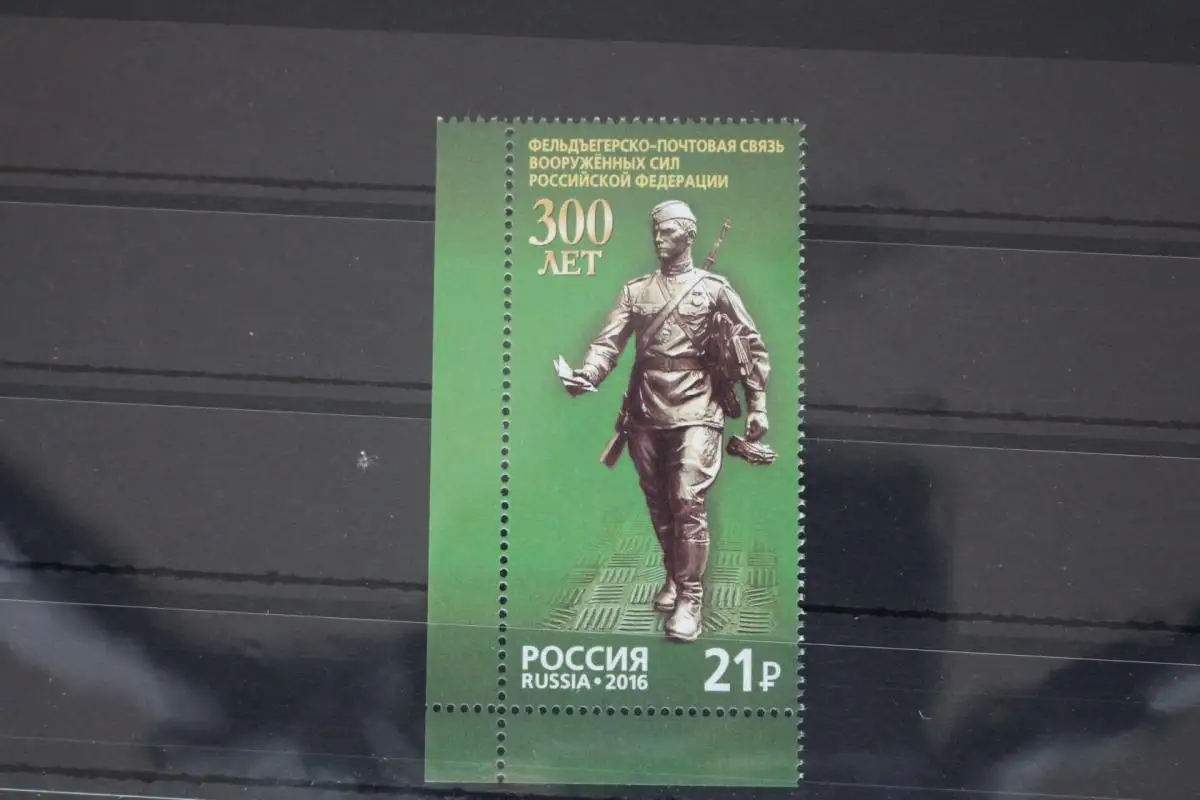 ФЕЛЬДЪЕГЕРСКО-ПОЧТОВАЯ СВЯЗЬ
ВООРУЖЁННЫХ СИЛ
РОССИЙСКОЙ ФЕДЕРАЦИИ
300
ЛЕТ
РОССИЯ
RUSSIA • 2016
21₽